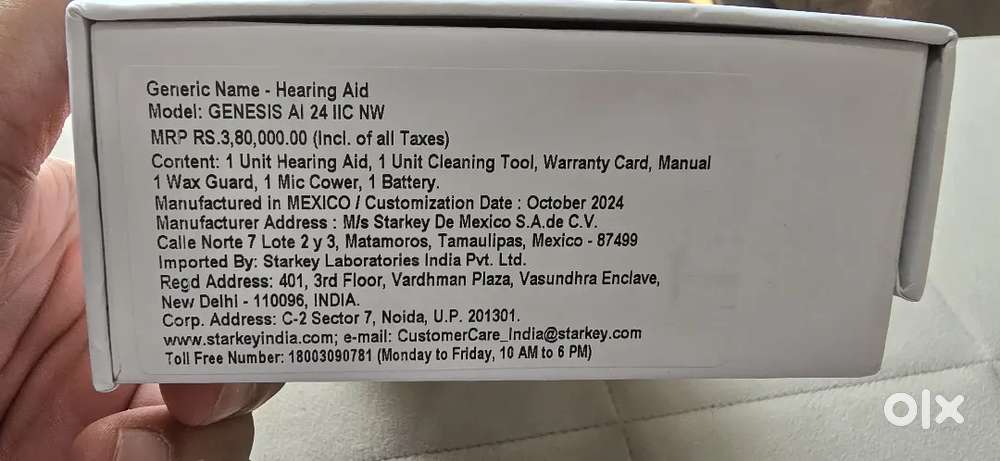 Generic Name - Hearing Aid
Model: GENESIS AI 24 IIC NW
MRP RS.3,80,000.00 (Incl. of all Taxes)
Content: 1 Unit Hearing Aid, 1 Unit Cleaning Tool, Warranty Card, Manual
1 Wax Guard, 1 Mic Cower, 1 Battery.
Manufactured in MEXICO / Customization Date : October 2024
Manufacturer Address : M/s Starkey De Mexico S.A.de C.V.
Calle Norte 7 Lote 2 y 3, Matamoros, Tamaulipas, Mexico - 87499
Imported By: Starkey Laboratories India Pvt. Ltd.
Regd Address: 401, 3rd Floor, Vardhman Plaza, Vasundhra Enclave,
New Delhi - 110096, INDIA.
Corp. Address: C-2 Sector 7, Noida, U.P. 201301.
www.starkeyindia.com; e-mail: CustomerCare_India@starkey.com
Toll Free Number: 18003090781 (Monday to Friday, 10 AM to 6 PM)
olx